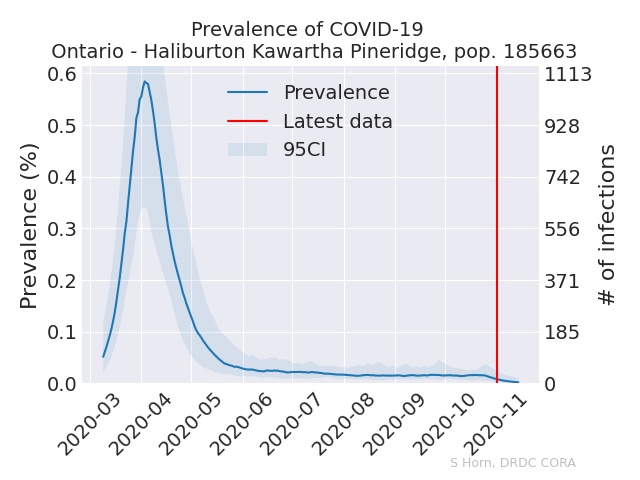 Prevalence of COVID-19
Ontario - Haliburton Kawartha Pineridge, pop. 185663
Prevalence (%)
0.6
0.5
0.4
0.3
0.2
0.1
0.0
Prevalence
Latest data
95CI
1113
928
742
556
371
185
0
# of infections
2020-03
2020-04
2020-05
2020-06
2020-07
2020-08
2020-09
2020-10
2020-11
S Horn, DRDC CORA